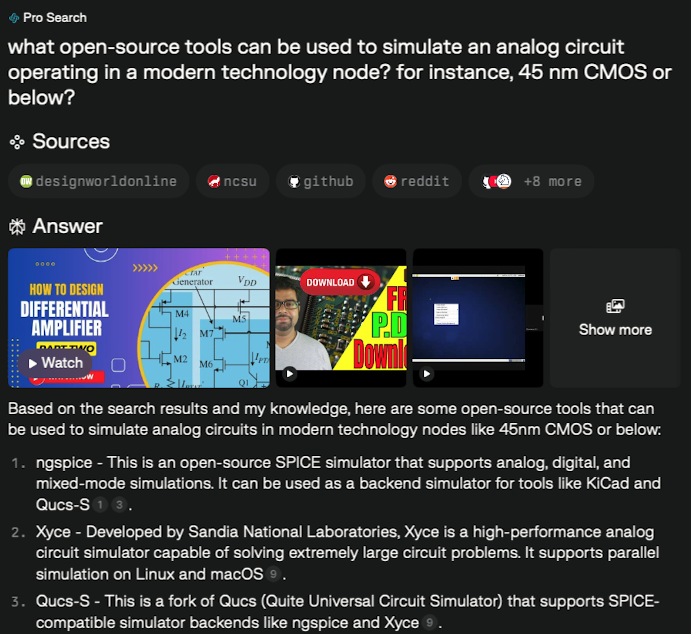 Pro Search
what open-source tools can be used to simulate an analog circuit
operating in a modern technology node? for instance, 45 nm CMOS or
below?
Sources
designworldonline
ncsu
github
reddit
+8 more
Answer
HOW TO DESIGN
DIFFERENTIAL
AMPLIFIER
PART TWO
Watch
Generator
VDD
M4
M5
I2
M7
M2
M6
Q1
DOWNLOAD
P.D
Downl
Show more
Based on the search results and my knowledge, here are some open-source tools that can
be used to simulate analog circuits in modern technology nodes like 45nm CMOS or below:
1. ngspice - This is an open-source SPICE simulator that supports analog, digital, and
mixed-mode simulations. It can be used as a backend simulator for tools like KiCad and
Qucs-S 1 3 .
2. Xyce - Developed by Sandia National Laboratories, Xyce is a high-performance analog
circuit simulator capable of solving extremely large circuit problems. It supports parallel
simulation on Linux and macOS 9 .
3. Qucs-S - This is a fork of Qucs (Quite Universal Circuit Simulator) that supports SPICE-
compatible simulator backends like ngspice and Xyce 9 .